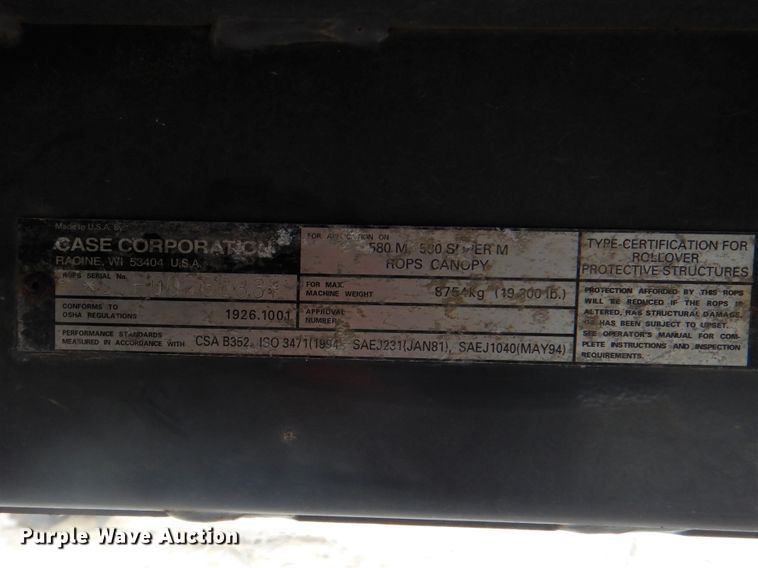 Made in U.S.A. By
CASE CORPORATION
RACINE, WI 53404 U.S.A.
ROPS SERIAL No.
CONFORMS TO
OSHA REGULATIONS 1926.1001
PERFORMANCE STANDARDS
MEASURED IN ACCORDANCE WITH CSA B352, ISO 3471(1994 SAEJ231(JAN81), SAEJ1040(MAY94)
FOR APPLICATION ON
580 M, 580 SUPER M
ROPS CANOPY
FOR MAX.
MACHINE WEIGHT 8754kg (19,300 lb.)
APPROVAL
NUMBER
TYPE-CERTIFICATION FOR
ROLLOVER
PROTECTIVE STRUCTURES
PROTECTION AFFORDED BY THIS ROPS
WILL BE REDUCED IF THE ROPS IS
ALTERED, HAS STRUCTURAL DAMAGE,
OR HAS BEEN SUBJECT TO UPSET.
SEE OPERATOR'S MANUAL FOR COM-
PLETE INSTRUCTIONS AND INSPECTION
REQUIREMENTS.
Purple Wave Auction